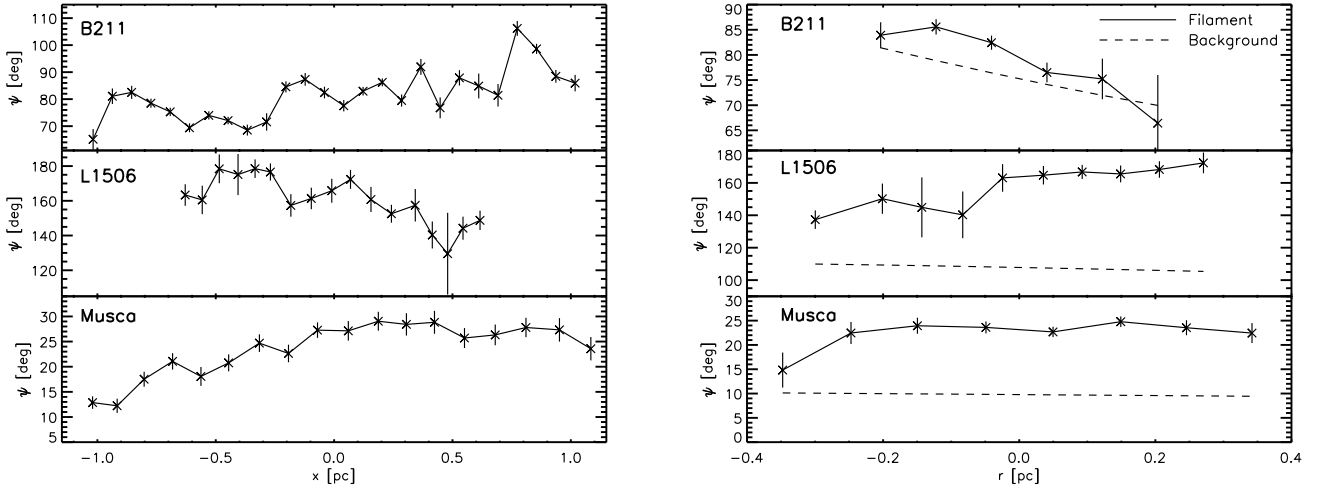 B211
ψ [deg]
110
100
90
80
70
L1506
ψ [deg]
180
160
140
120
Musca
ψ [deg]
30
25
20
15
10
5
−1.0 −0.5 0.0 0.5 1.0
x [pc]
B211
Filament
Background
ψ [deg]
90
85
80
75
70
65
L1506
ψ [deg]
180
160
140
120
100
Musca
ψ [deg]
30
25
20
15
10
5
0
−0.4 −0.2 0.0 0.2 0.4
r [pc]